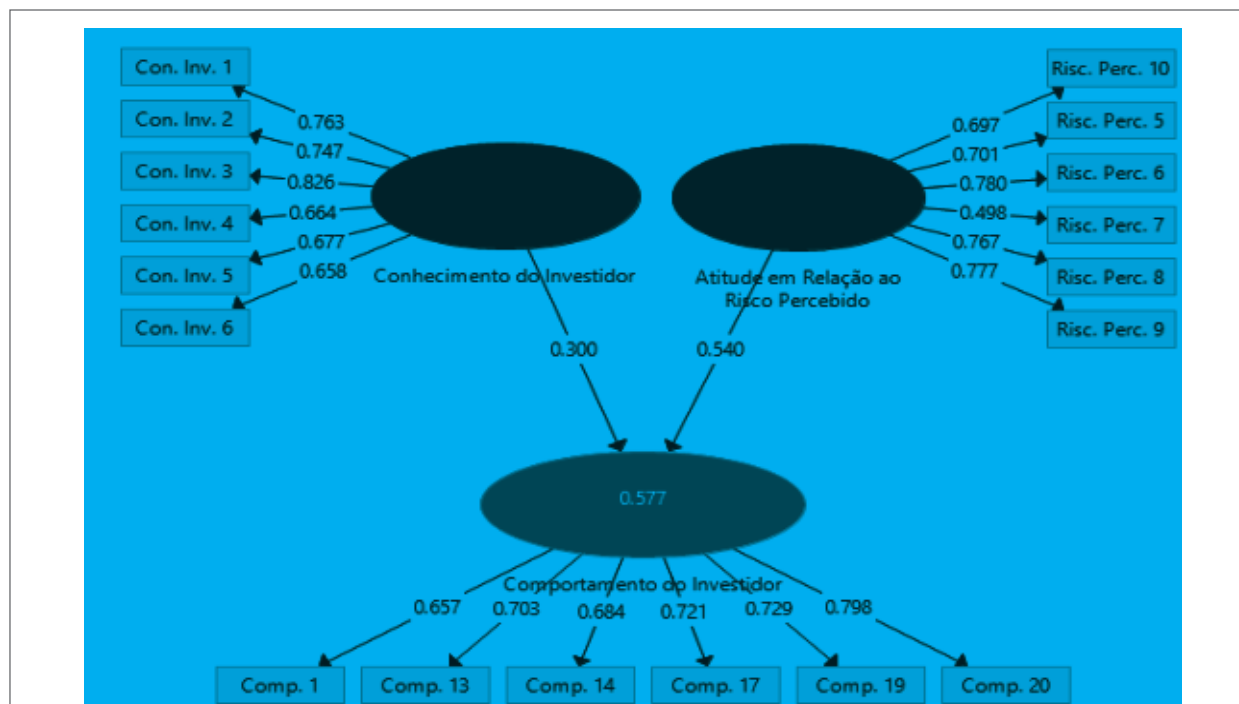 Con. Inv. 1
Con. Inv. 2
Con. Inv. 3
Con. Inv. 4
Con. Inv. 5
Con. Inv. 6
0.763
0.747
0.826
0.664
0.677
0.658
Conhecimento do Investidor
Risc. Perc. 10
Risc. Perc. 5
Risc. Perc. 6
Risc. Perc. 7
Risc. Perc. 8
Risc. Perc. 9
0.697
0.701
0.780
0.498
0.767
0.777
Atitude em Relação ao
Risco Percebido
0.300
0.540
0.577
Comportamento do Investidor
0.657
0.703
0.684
0.721
0.729
0.798
Comp. 1
Comp. 13
Comp. 14
Comp. 17
Comp. 19
Comp. 20